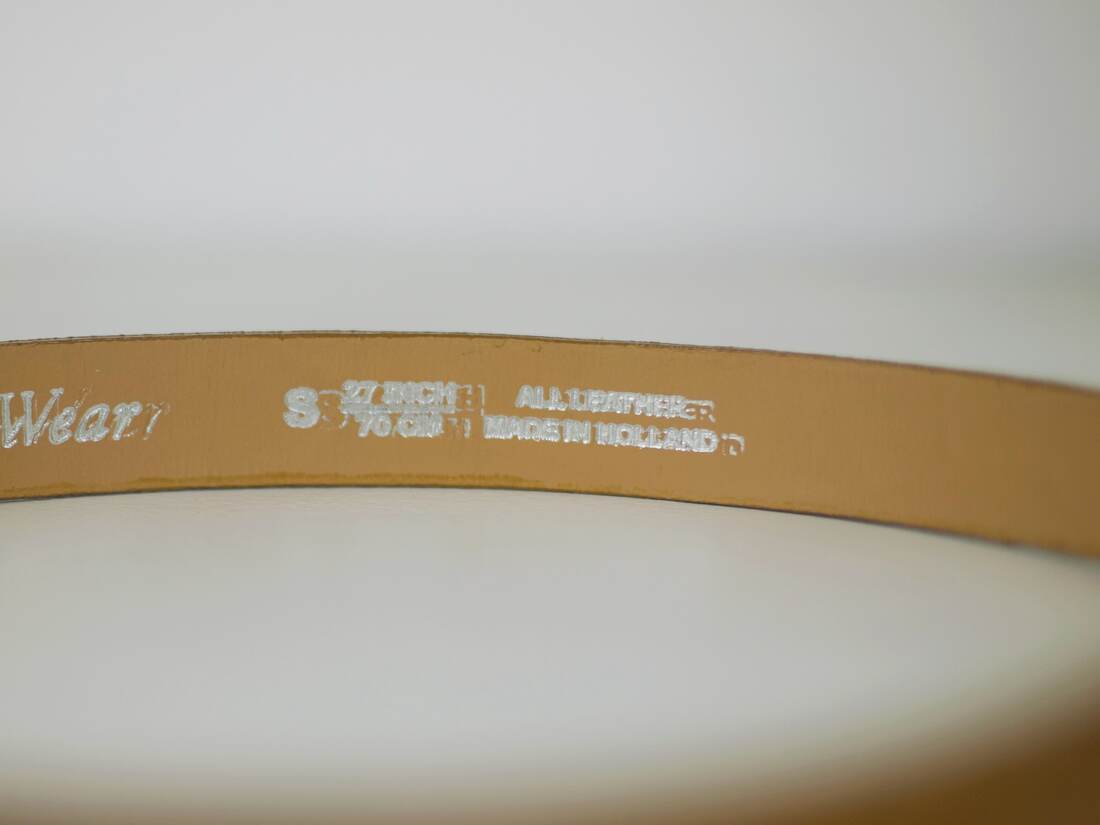 Wear
S
27 INCH
70 CM
ALL LEATHER
MADE IN HOLLAND